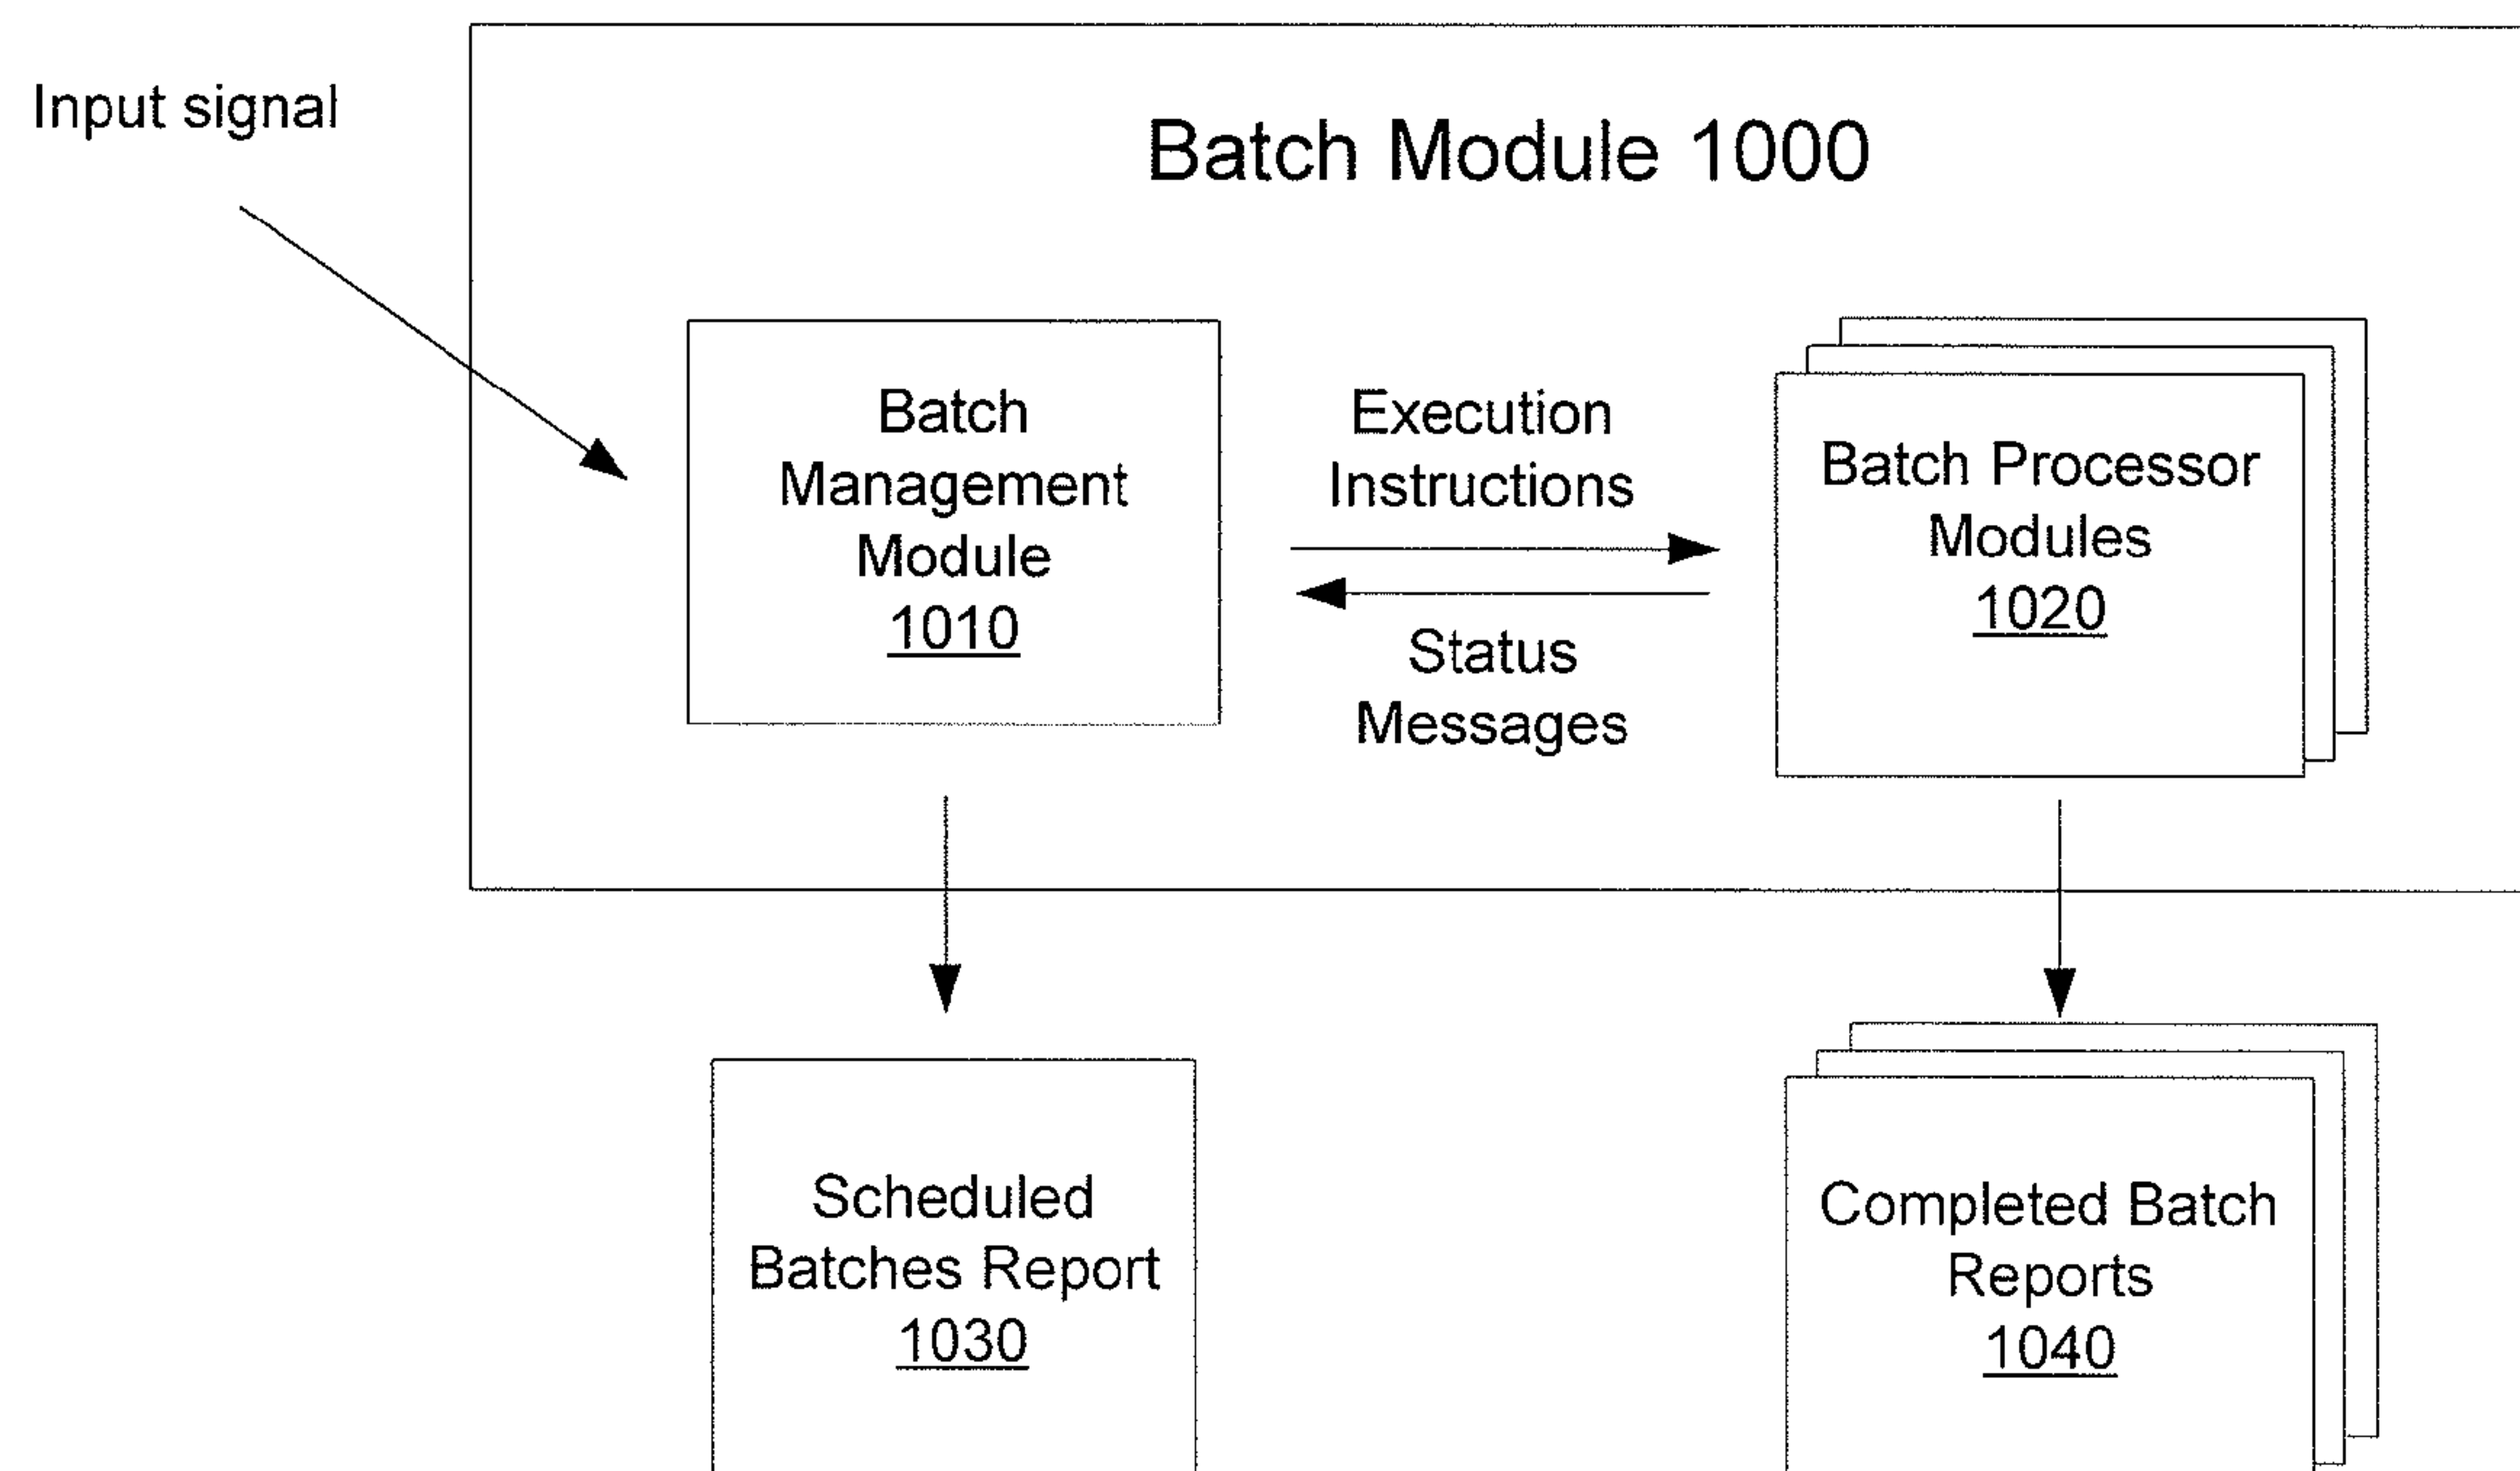 Input signal
Batch Module 1000
Batch
Management
Module
1010
Execution
Instructions
Status
Messages
Batch Processor
Modules
1020
Scheduled
Batches Report
1030
Completed Batch
Reports
1040